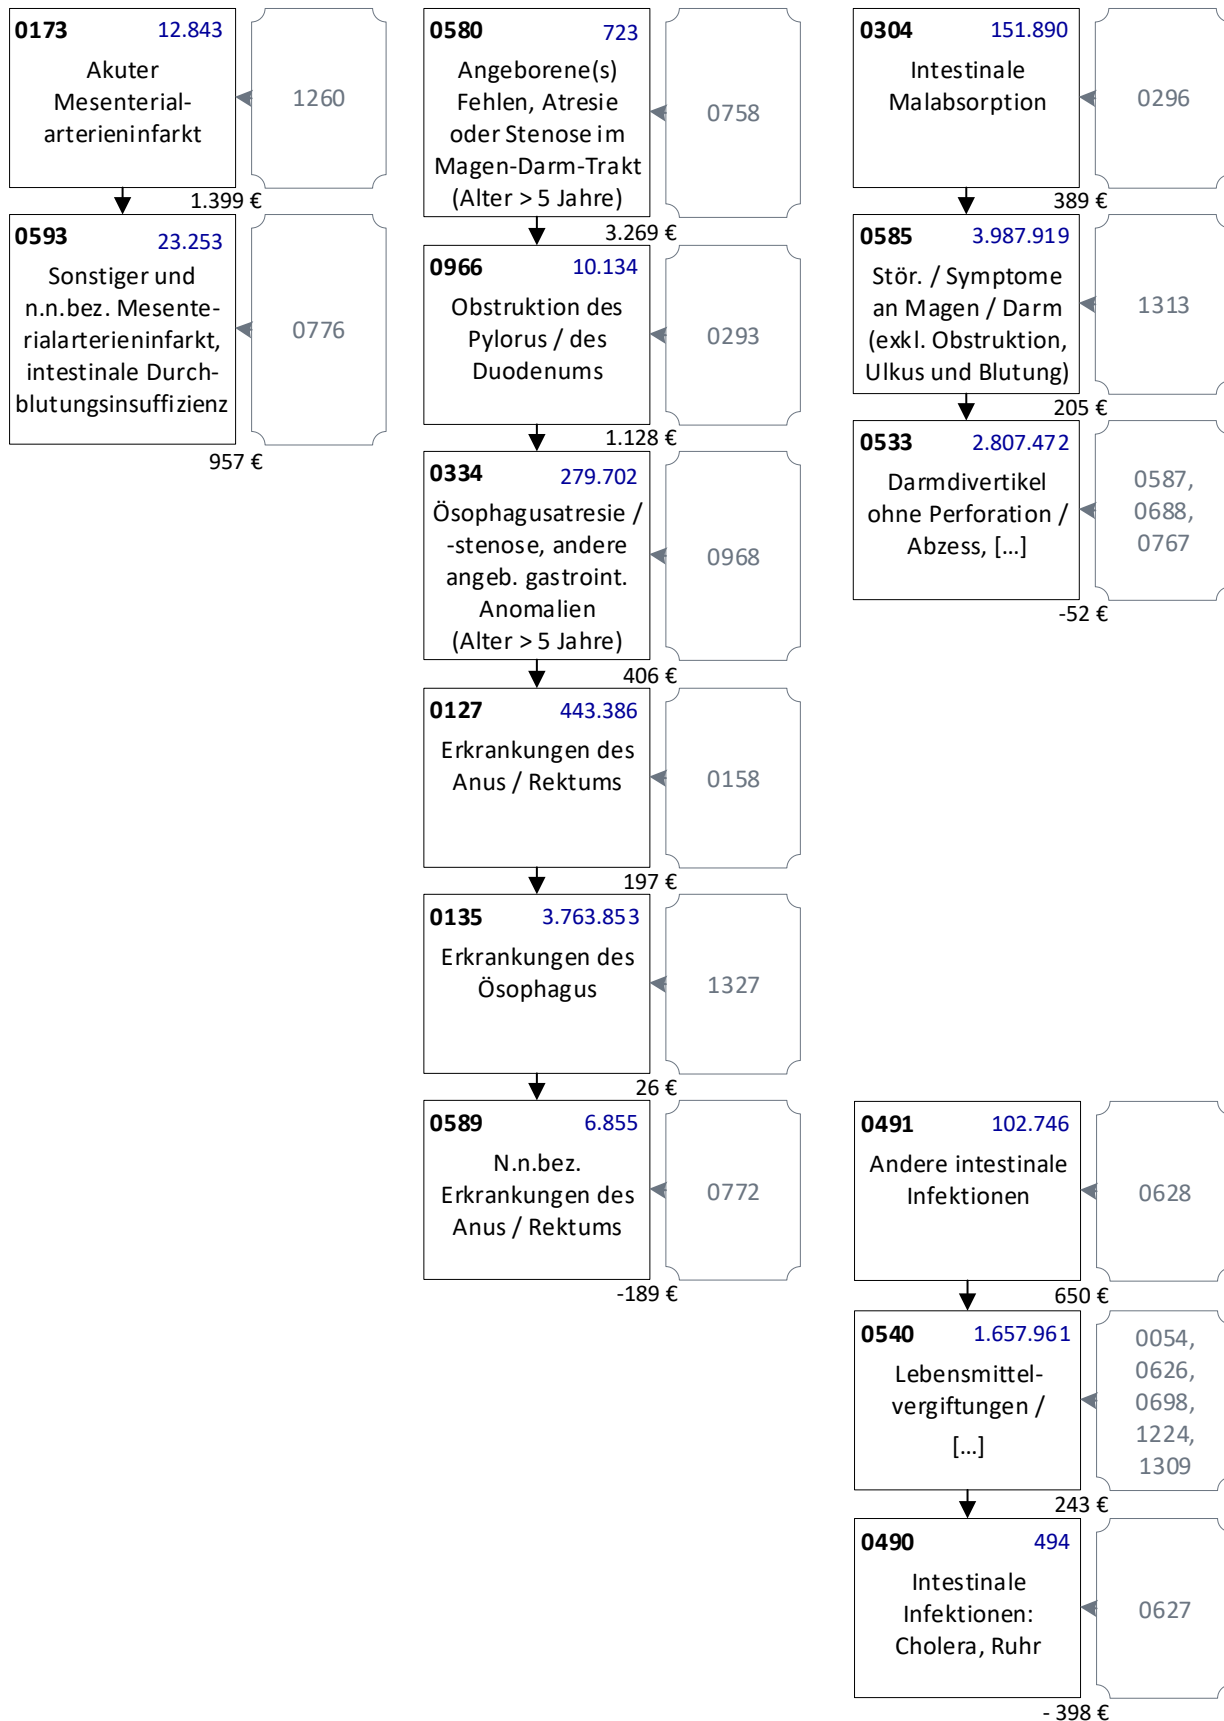 0173 12.843
Akuter
Mesenterial-
arterieninfarkt
1260
1.399 €
0593 23.253
Sonstiger und
n.n.bez. Mesente-
rialarterieninfarkt,
intestinale Durch-
blutungsinsuffizienz
0776
957 €
0580 723
Angeborene(s)
Fehlen, Atresie
oder Stenose im
Magen-Darm-Trakt
(Alter > 5 Jahre)
0758
3.269 €
0966 10.134
Obstruktion des
Pylorus / des
Duodenums
0293
1.128 €
0334 279.702
Ösophagusatresie /
-stenose, andere
angeb. gastroint.
Anomalien
(Alter > 5 Jahre)
0968
406 €
0127 443.386
Erkrankungen des
Anus / Rektums
0158
197 €
0135 3.763.853
Erkrankungen des
Ösophagus
1327
26 €
0589 6.855
N.n.bez.
Erkrankungen des
Anus / Rektums
0772
-189 €
0304 151.890
Intestinale
Malabsorption
0296
389 €
0585 3.987.919
Stör. / Symptome
an Magen / Darm
(exkl. Obstruktion,
Ulkus und Blutung)
1313
205 €
0533 2.807.472
Darmdivertikel
ohne Perforation /
Abzess, [...]
0587,
0688,
0767
-52 €
0491 102.746
Andere intestinale
Infektionen
0628
650 €
0540 1.657.961
Lebensmittel-
vergiftungen /
[...]
0054,
0626,
0698,
1224,
1309
243 €
0490 494
Intestinale
Infektionen:
Cholera, Ruhr
0627
- 398 €